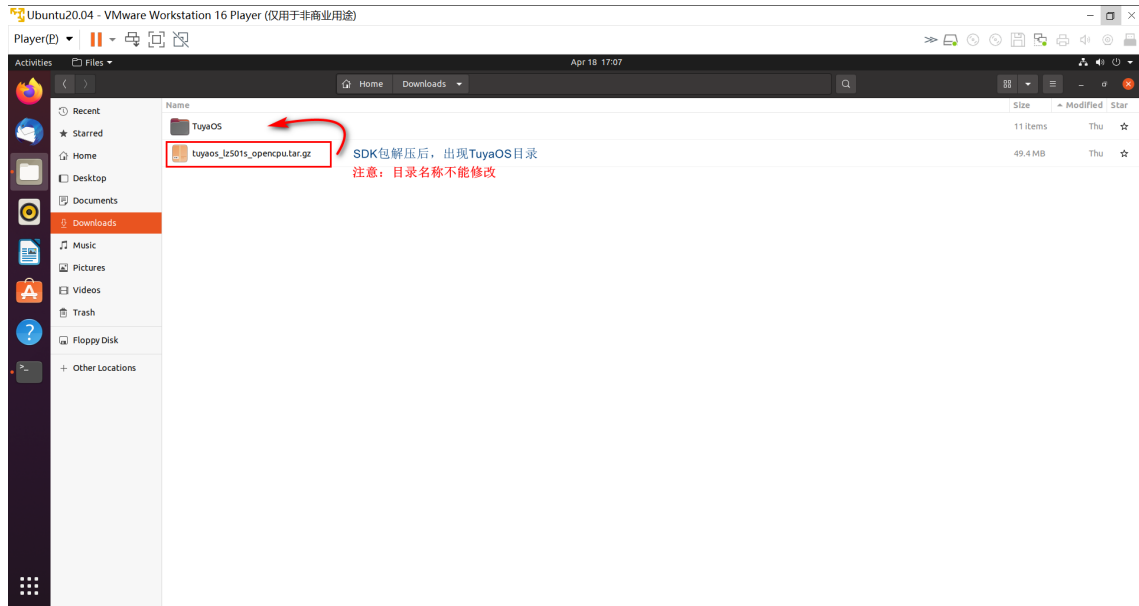 Ubuntu20.04 - VMware Workstation 16 Player (仅用于非商业用途)
Player(P)
Activities
Files
Apr 18 17:07
Home
Downloads
Recent
Starred
Home
Desktop
Documents
Downloads
Music
Pictures
Videos
Trash
Floppy Disk
+ Other Locations
Name
Size
Modified
Star
TuyaOS
11 items
Thu
tuyaos_lz501s_opencpu.tar.gz
SDK包解压后，出现TuyaOS目录
49.4 MB
Thu
注意：目录名称不能修改